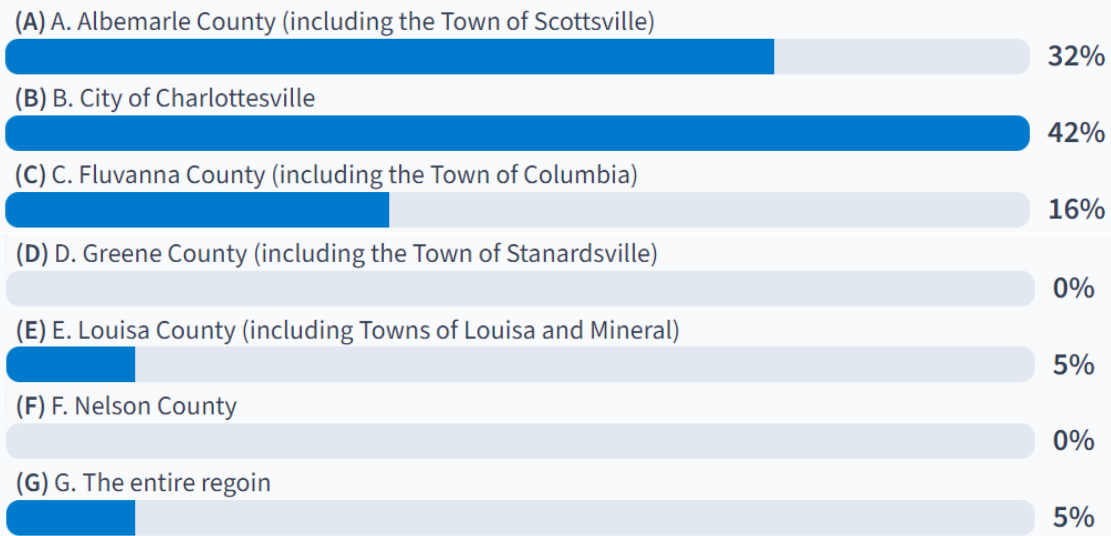 (A) A. Albemarle County (including the Town of Scottsville)
32%
(B) B. City of Charlottesville
42%
(C) C. Fluvanna County (including the Town of Columbia)
16%
(D) D. Greene County (including the Town of Stanardsville)
0%
(E) E. Louisa County (including Towns of Louisa and Mineral)
5%
(F) F. Nelson County
0%
(G) G. The entire regoin
5%